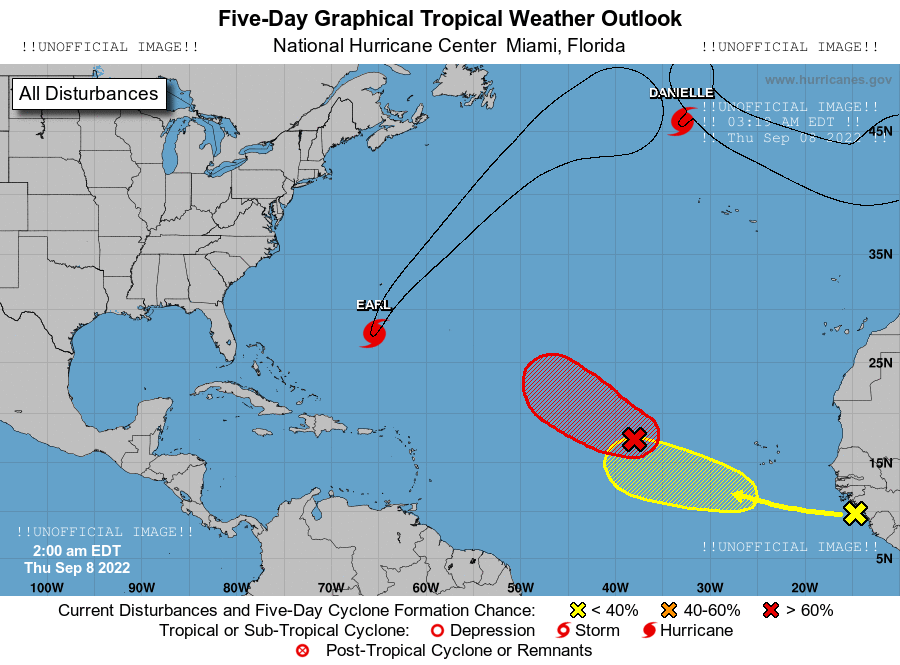 Five-Day Graphical Tropical Weather Outlook
!!UNOFFICIAL IMAGE!! National Hurricane Center Miami, Florida !!UNOFFICIAL IMAGE!!
www.hurricanes.gov
All Disturbances
DANIELLE
!!UNOFFICIAL IMAGE!!
!! 03:13 AM EDT !!
!! Thu Sep 08 2022 !!
45N
35N
EARL
25N
15N
!!UNOFFICIAL IMAGE!!
2:00 am EDT
Thu Sep 8 2022
!!UNOFFICIAL IMAGE!!
5N
100W 90W 80W 70W 60W 50W 40W 30W 20W
Current Disturbances and Five-Day Cyclone Formation Chance: < 40% 40-60% > 60%
Tropical or Sub-Tropical Cyclone: Depression Storm Hurricane
Post-Tropical Cyclone or Remnants